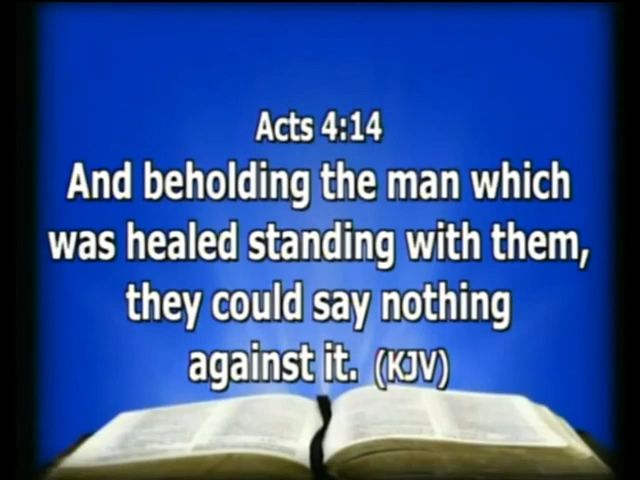 Acts 4:14
And beholding the man which
was healed standing with them,
they could say nothing
against it. (KJV)